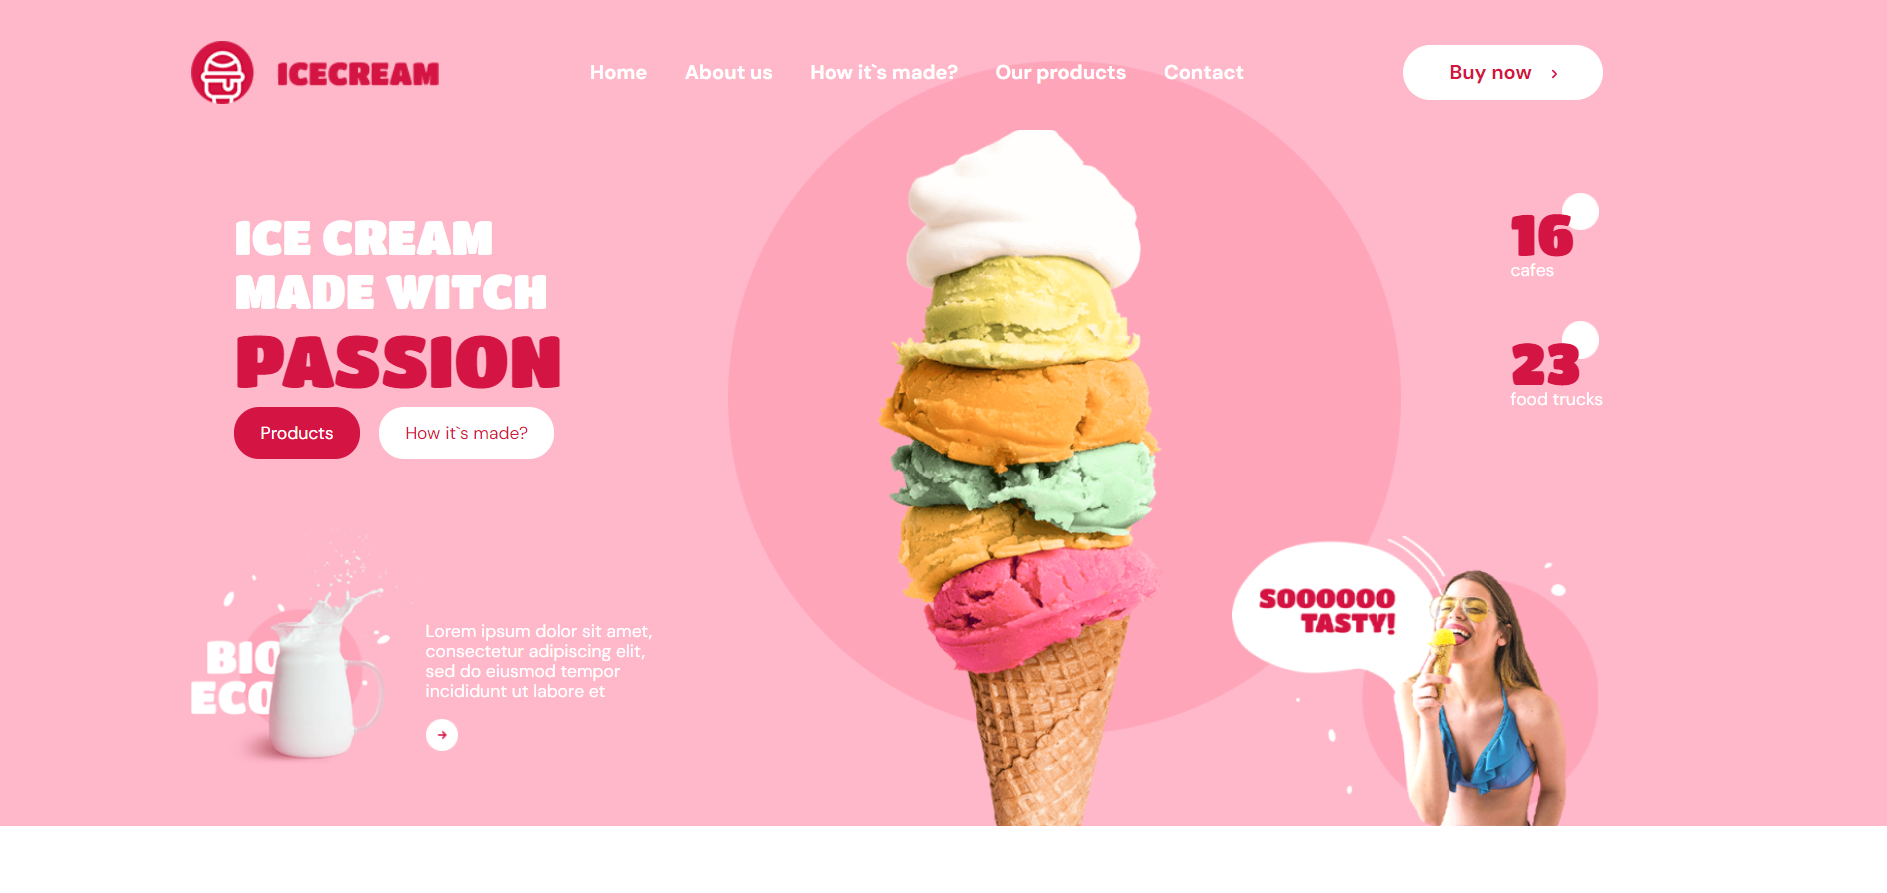 ICECREAM
Home
About us
How it`s made?
Our products
Contact
Buy now
ICE CREAM
MADE WITCH
PASSION
Products
How it`s made?
16
cafes
23
food trucks
BIO
ECO
Lorem ipsum dolor sit amet,
consectetur adipiscing elit,
sed do eiusmod tempor
incididunt ut labore et
SOOOOOO
TASTY!